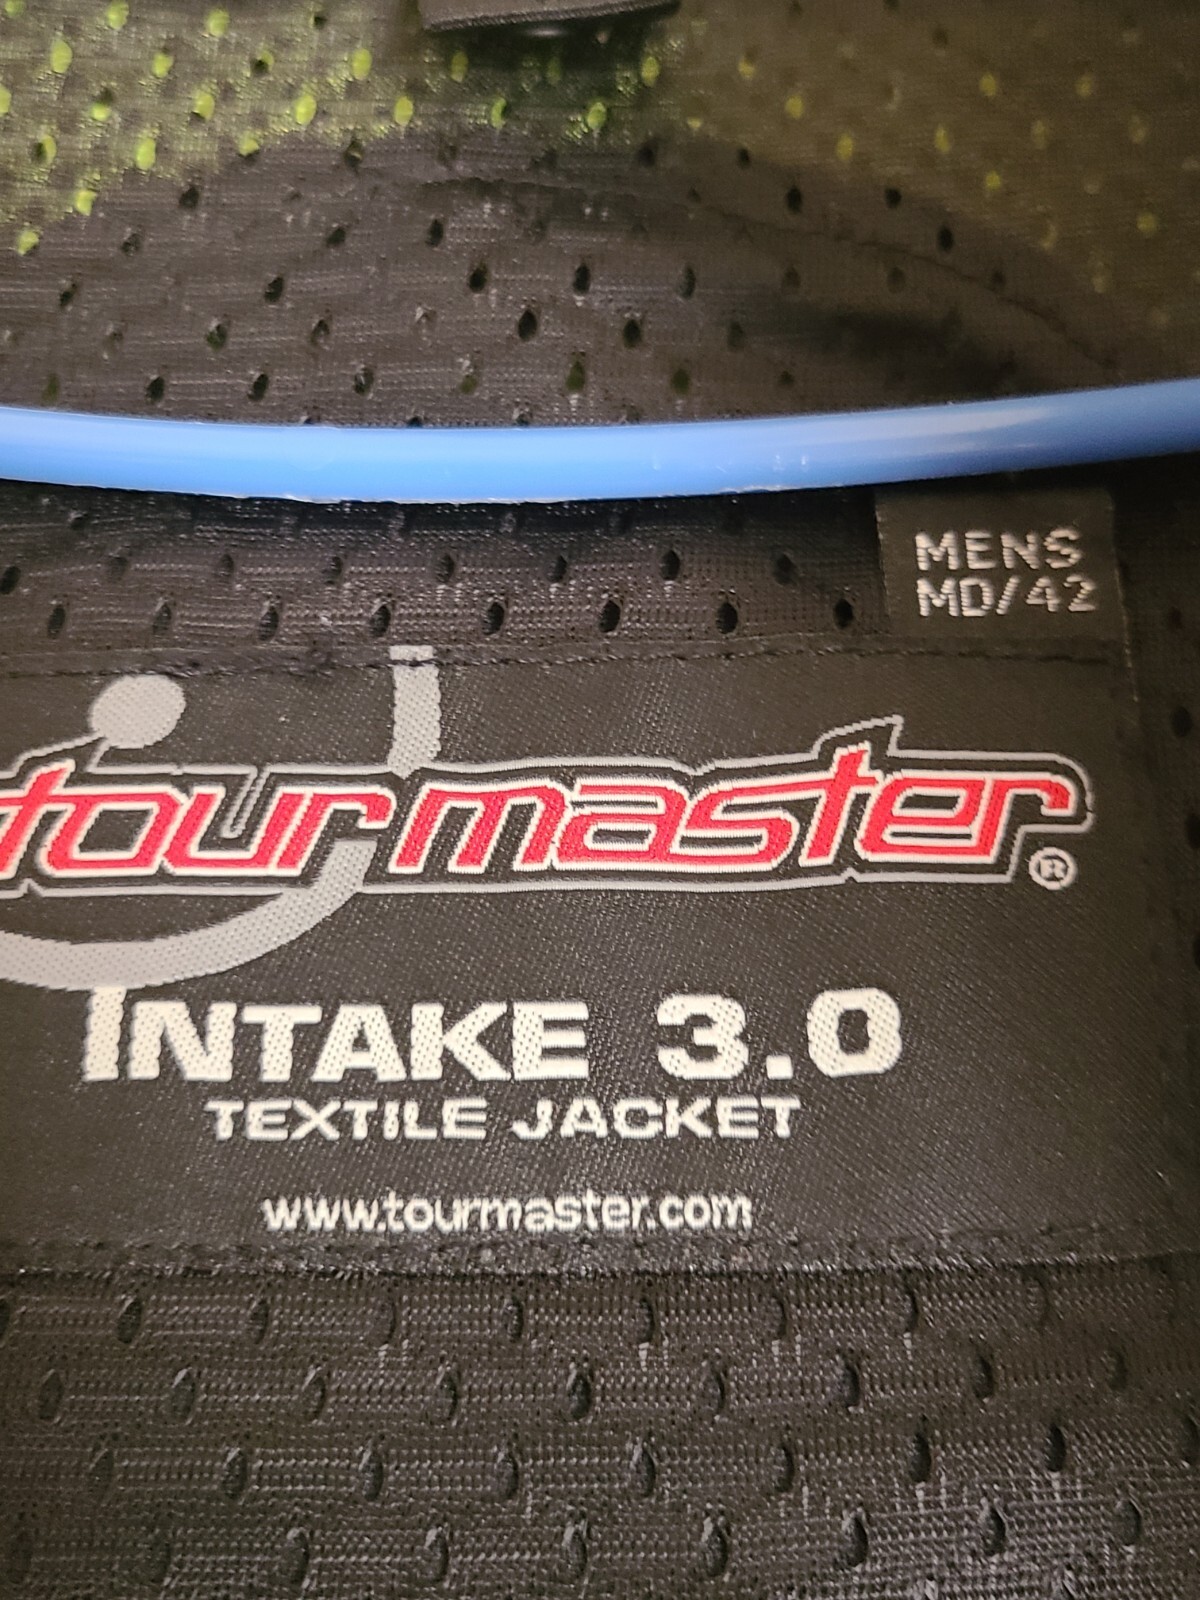 MENS
MD/42
tourmaster®
INTAKE 3.0
TEXTILE JACKET
www.tourmaster.com